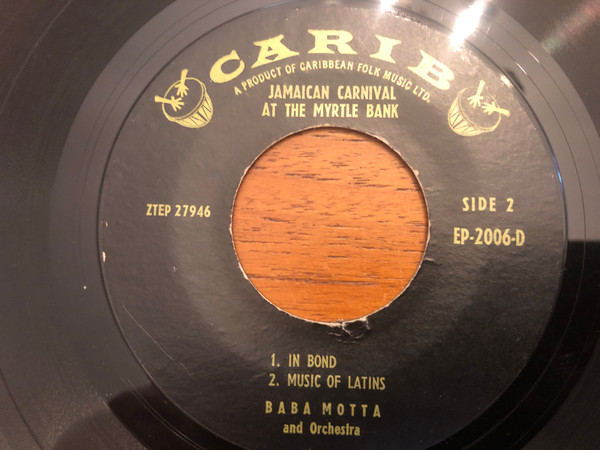 CARIB
A PRODUCT OF CARIBBEAN FOLK MUSIC LTD.
JAMAICAN CARNIVAL
AT THE MYRTLE BANK
ZTEP 27946
SIDE 2
EP-2006-D
1. IN BOND
2. MUSIC OF LATINS
BABA MOTTA
and Orchestra